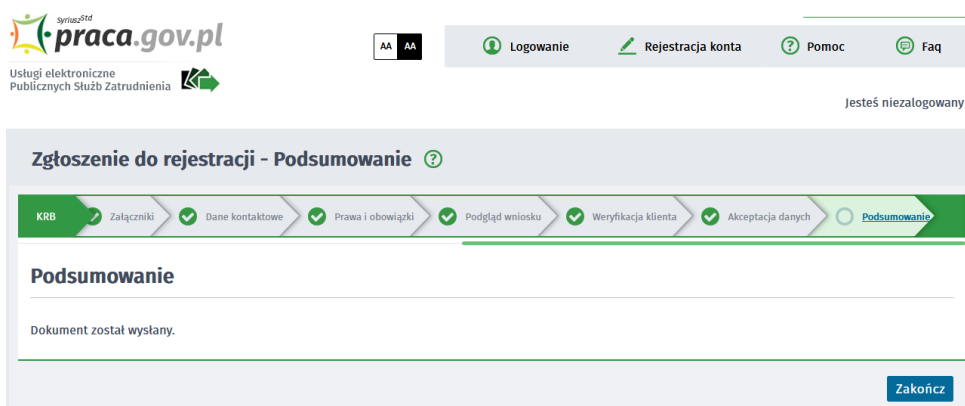 SyriuszStd
praca.gov.pl
Usługi elektroniczne
Publicznych Służb Zatrudnienia
AA AA
Logowanie
Rejestracja konta
Pomoc
Faq
Jesteś niezalogowany
Zgłoszenie do rejestracji - Podsumowanie
KRB
Załączniki
Dane kontaktowe
Prawa i obowiązki
Podgląd wniosku
Weryfikacja klienta
Akceptacja danych
Podsumowanie
Podsumowanie
Dokument został wysłany.
Zakończ